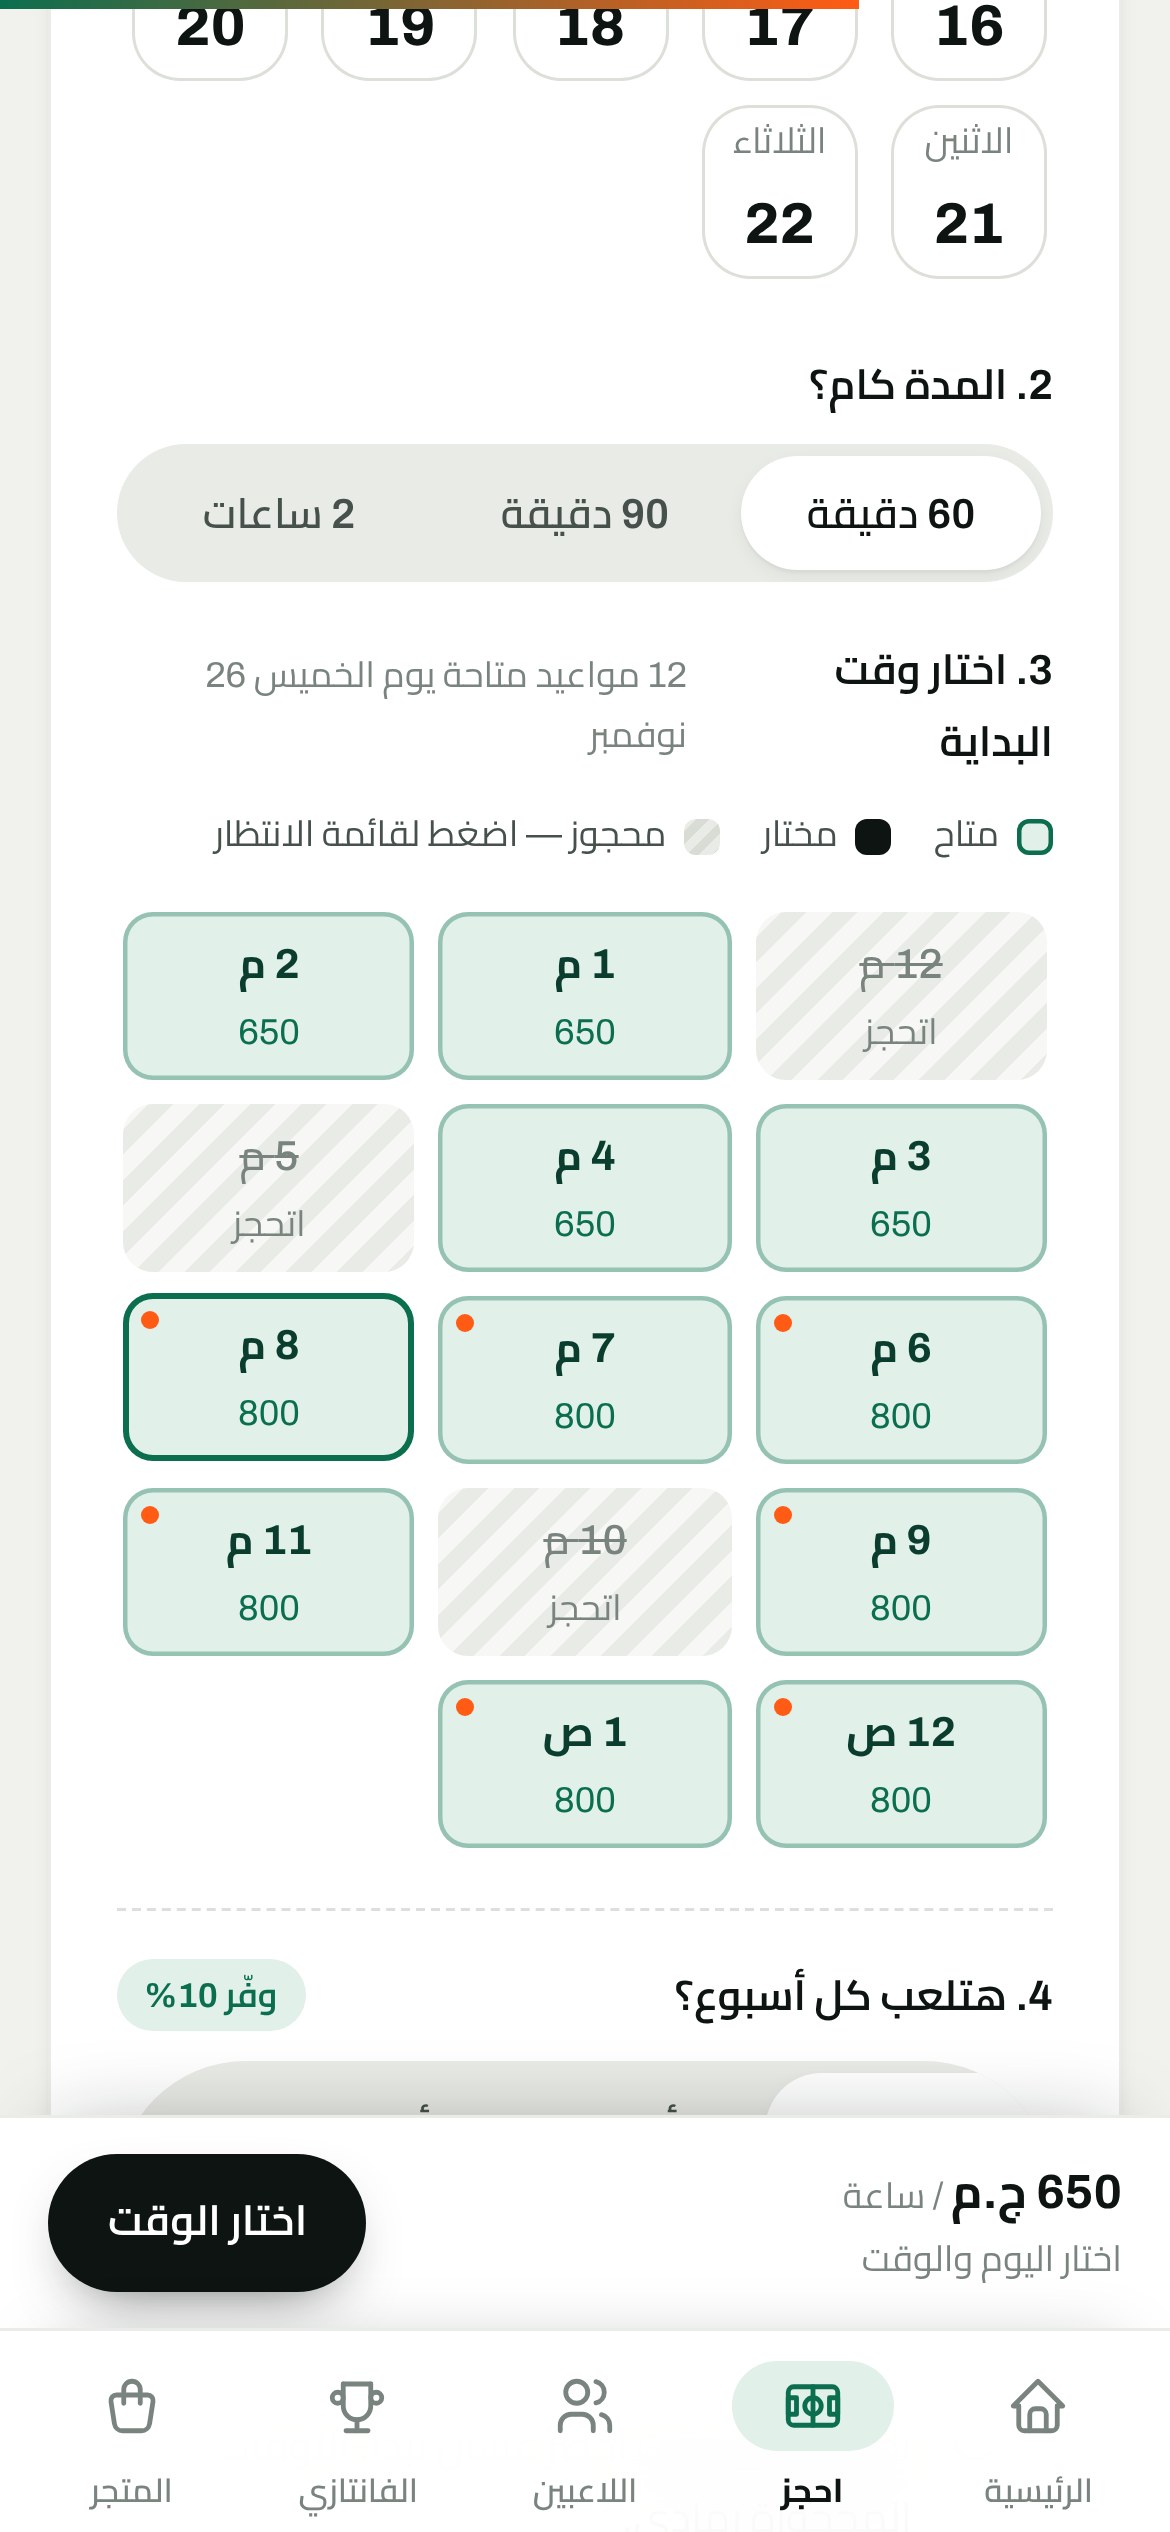 16 17 18 19 20
الاثنين الثلاثاء
21 22
2. المدة كام؟
60 دقيقة 90 دقيقة 2 ساعات
3. اختار وقت البداية
12 مواعيد متاحة يوم الخميس 26 نوفمبر
متاح مختار محجوز — اضغط لقائمة الانتظار
12 م 1 م 2 م
اتحجز 650 650
3 م 4 م 5 م
650 650 اتحجز
6 م 7 م 8 م
800 800 800
9 م 10 م 11 م
800 اتحجز 800
12 ص 1 ص
800 800
4. هتلعب كل أسبوع؟ وفّر 10%
650 ج.م / ساعة
اختار اليوم والوقت
اختار الوقت
الرئيسية احجز اللاعبين الفانتازي المتجر